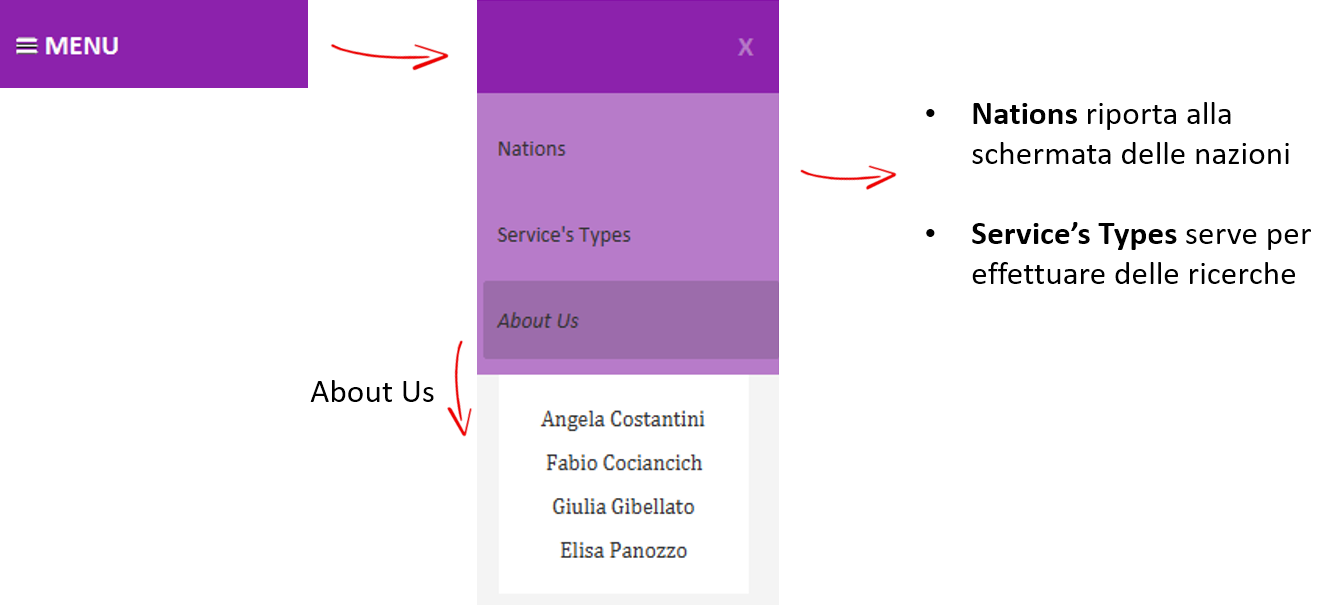 MENU
X
Nations
Service's Types
About Us
About Us
Angela Costantini
Fabio Cociancich
Giulia Gibellato
Elisa Panozzo
• Nations riporta alla
schermata delle nazioni
• Service’s Types serve per
effettuare delle ricerche